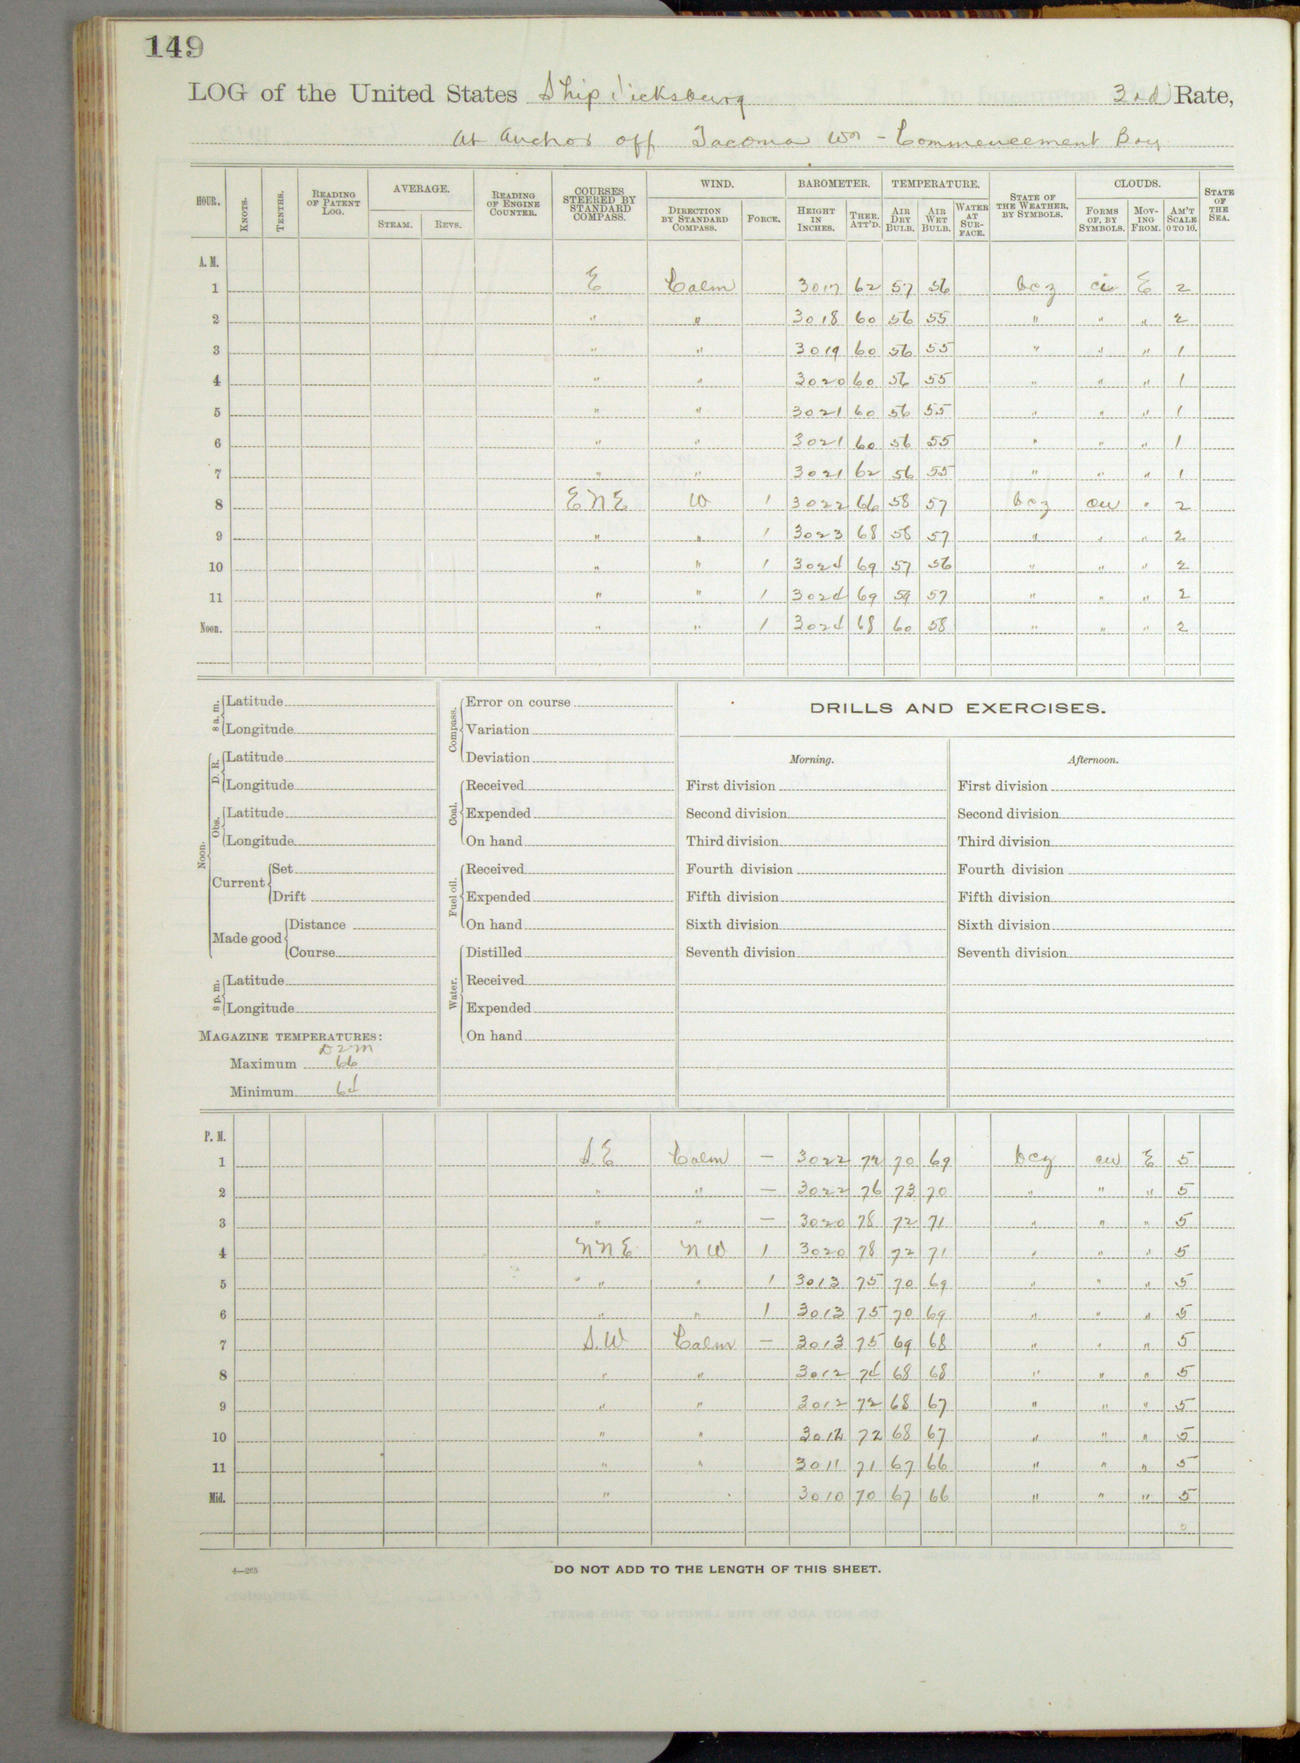 149
LOG of the United States Ship Vicksburg 3rd Rate,
At Anchor off Tacoma Wn - Commencement Bay
HOUR. KNOTS. TENTHS. READING OF PATENT LOG. AVERAGE. STEAM. REVS. READING OF ENGINE COUNTER. COURSES STEERED BY STANDARD COMPASS. WIND. DIRECTION BY STANDARD COMPASS. FORCE. BAROMETER. HEIGHT IN INCHES. THER. ATT'D. TEMPERATURE. AIR DRY BULB. AIR WET BULB. WATER AT SURFACE. STATE OF THE WEATHER, BY SYMBOLS. CLOUDS. FORMS OF, BY SYMBOLS. MOVING FROM. AM'T SCALE 0 TO 10. STATE OF THE SEA.
A. M.
1 E Calm 3017 62 57 56 bcz ci E 2
2 " " 3018 60 56 55 " " " 2
3 " " 3019 60 56 55 " " " 1
4 " " 3020 60 56 55 " " " 1
5 " " 3021 60 56 55 " " " 1
6 " " 3021 60 56 55 " " " 1
7 " " 3021 62 56 55 " " " 1
8 ENE W 1 3022 66 58 57 bcz cu " 2
9 " " 1 3023 68 58 57 " " " 2
10 " " 1 3024 69 57 56 " " " 2
11 " " 1 3024 69 59 57 " " " 2
Noon. " " 1 3024 68 60 58 " " " 2
8 a. m. Latitude
Longitude
Noon. D. R. Latitude
Longitude
Obs. Latitude
Longitude
Current Set
Drift
Made good Distance
Course
8 p. m. Latitude
Longitude
MAGAZINE TEMPERATURES:
D2M
Maximum 66
Minimum 64
Compass. Error on course
Variation
Deviation
Coal. Received
Expended
On hand
Fuel oil. Received
Expended
On hand
Water. Distilled
Received
Expended
On hand
DRILLS AND EXERCISES.
Morning.
First division
Second division
Third division
Fourth division
Fifth division
Sixth division
Seventh division
Afternoon.
First division
Second division
Third division
Fourth division
Fifth division
Sixth division
Seventh division
P. M.
1 S.E Calm — 3022 74 70 69 bcz cu E 5
2 " " — 3022 76 73 70 " " " 5
3 " " — 3020 78 72 71 " " " 5
4 NNE NW 1 3020 78 72 71 " " " 5
5 " " 1 3013 75 70 69 " " " 5
6 " " 1 3013 75 70 69 " " " 5
7 S.W Calm — 3013 75 69 68 " " " 5
8 " " 3012 74 68 68 " " " 5
9 " " 3012 72 68 67 " " " 5
10 " " 3012 72 68 67 " " " 5
11 " " 3011 71 67 66 " " " 5
Mid. " " 3010 70 67 66 " " " 5
4—265
DO NOT ADD TO THE LENGTH OF THIS SHEET.